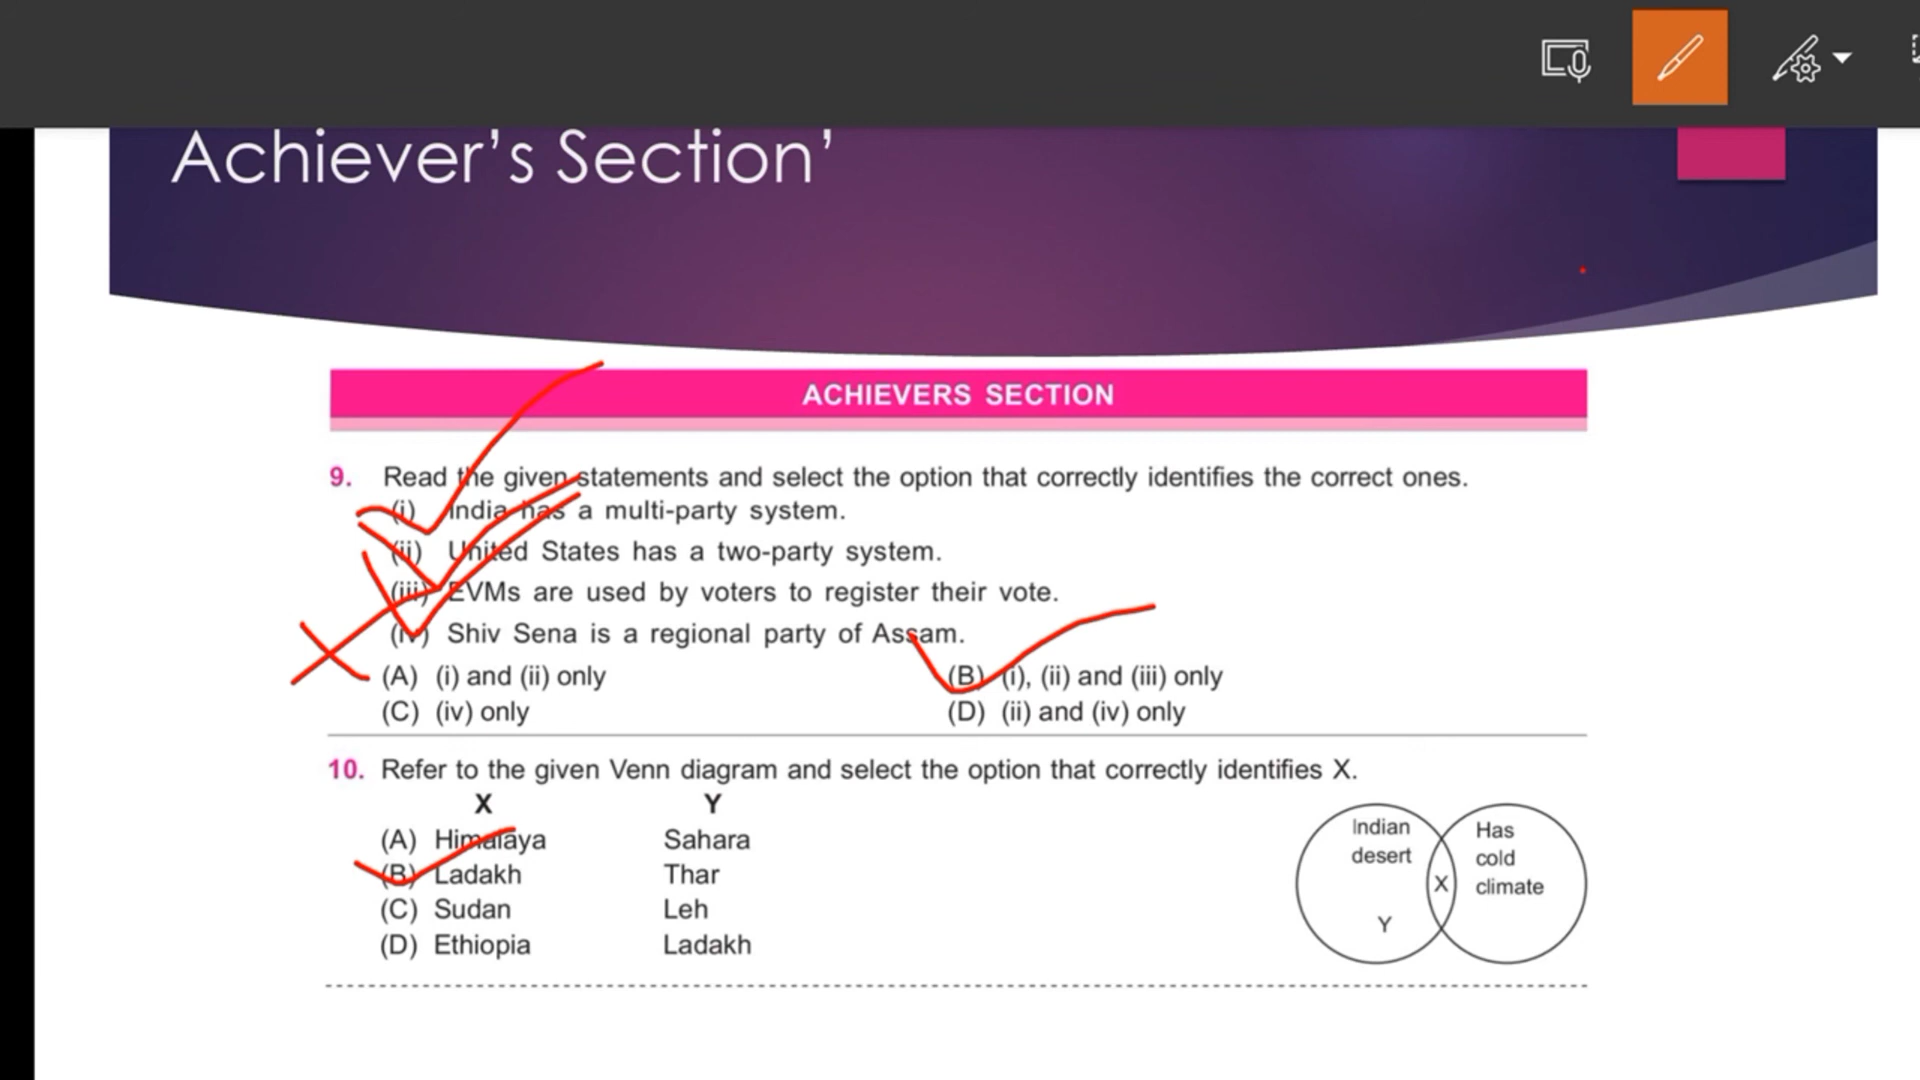 Achiever's Section'
ACHIEVERS SECTION
9. Read the given statements and select the option that correctly identifies the correct ones.
(i) India has a multi-party system.
(ii) United States has a two-party system.
(iii) EVMs are used by voters to register their vote.
(iv) Shiv Sena is a regional party of Assam.
(A) (i) and (ii) only (B) (i), (ii) and (iii) only
(C) (iv) only (D) (ii) and (iv) only
10. Refer to the given Venn diagram and select the option that correctly identifies X.
X Y
(A) Himalaya Sahara
(B) Ladakh Thar
(C) Sudan Leh
(D) Ethiopia Ladakh
Indian
desert
Y
X
Has
cold
climate